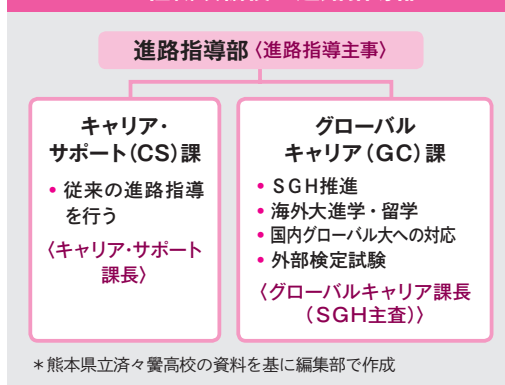 進路指導部〈進路指導主事〉
キャリア・
サポート(CS)課
• 従来の進路指導
を行う
〈キャリア・サポート
課長〉
グローバル
キャリア(GC)課
• SGH推進
• 海外大進学・留学
• 国内グローバル大への対応
• 外部検定試験
〈グローバルキャリア課長
(SGH主査)〉
*熊本県立済々黌高校の資料を基に編集部で作成